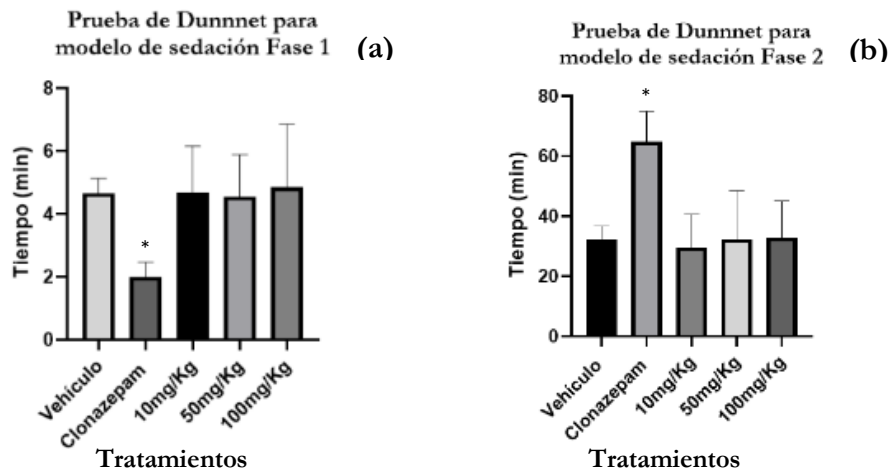 Prueba de Dunnnet para
modelo de sedación Fase 1
(a)
Tiempo (min)
8
6
4
2
0
*
Vehículo
Clonazepam
10mg/Kg
50mg/Kg
100mg/Kg
Tratamientos
Prueba de Dunnnet para
modelo de sedación Fase 2
(b)
Tiempo (min)
80
60
40
20
0
*
Vehículo
Clonazepam
10mg/Kg
50mg/Kg
100mg/Kg
Tratamientos